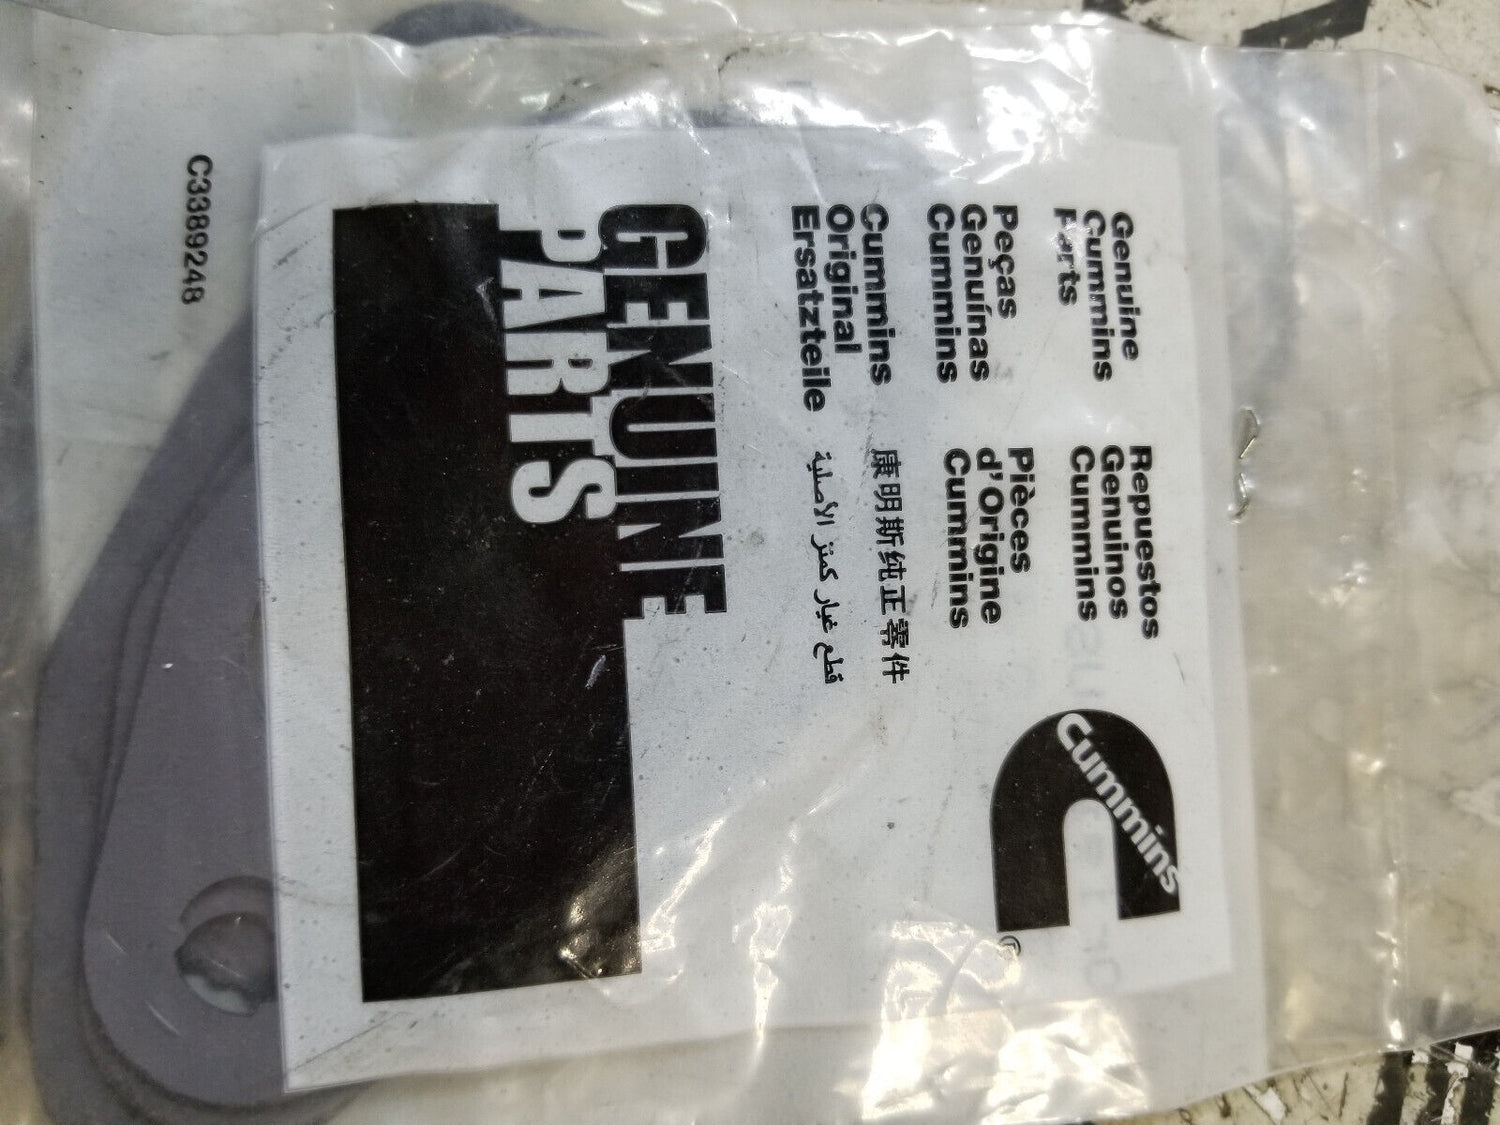 Genuine
Cummins
Parts
Repuestos
Genuinos
Cummins
Cummins
®
Peças
Genuínas
Cummins
Pièces
d'Origine
Cummins
Cummins
Original
Ersatzteile
康明斯纯正零件
قطع غيار كمنز الأصلية
GENUINE
PARTS
C3389248